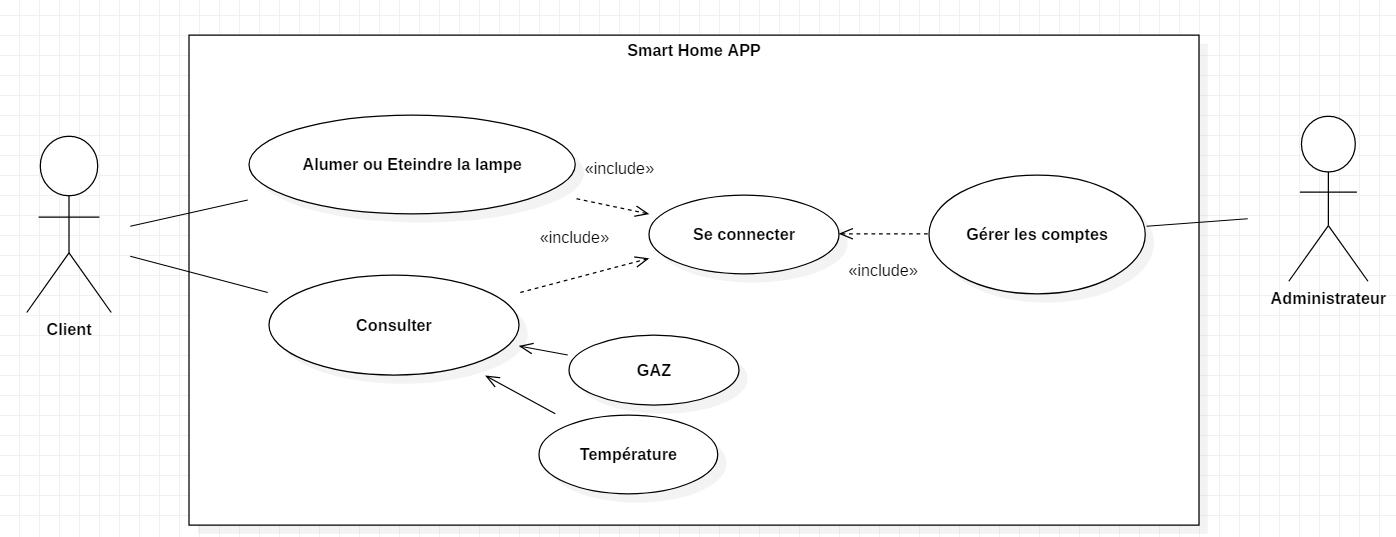 Smart Home APP
Alumer ou Eteindre la lampe
«include»
Se connecter
Gérer les comptes
«include»
«include»
Administrateur
Client
Consulter
GAZ
Température